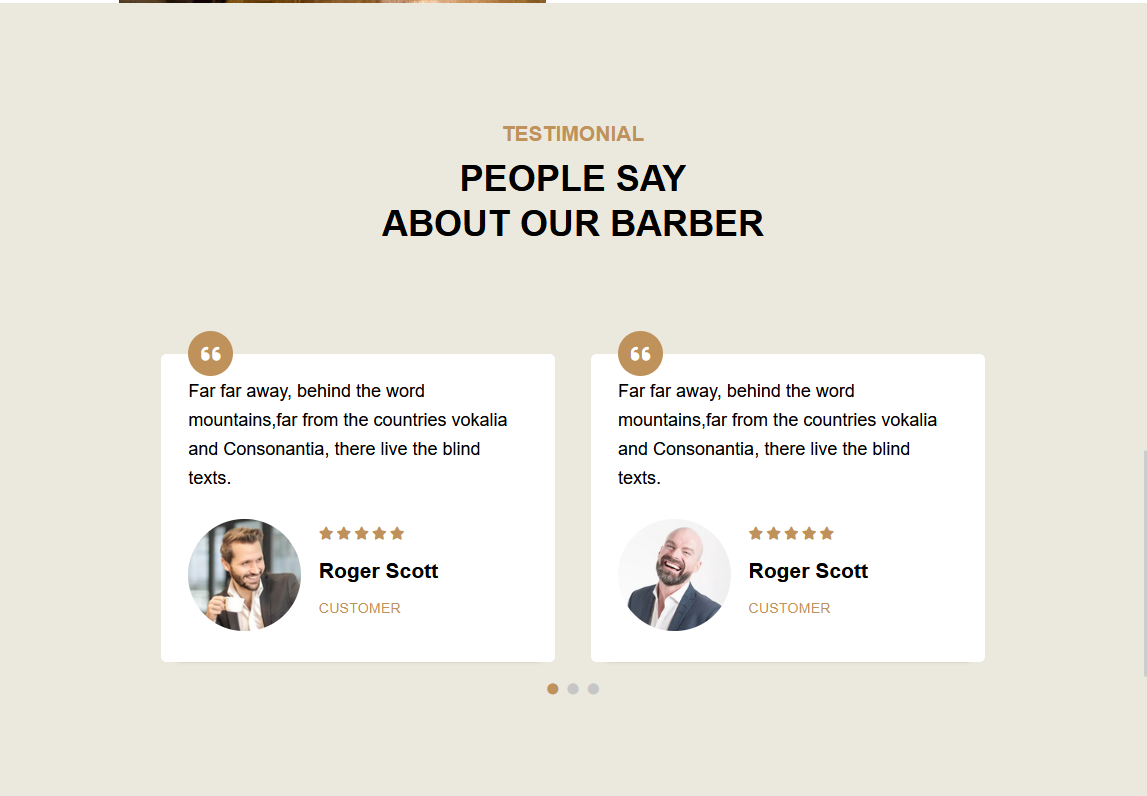 TESTIMONIAL
PEOPLE SAY
ABOUT OUR BARBER
Far far away, behind the word
mountains,far from the countries vokalia
and Consonantia, there live the blind
texts.
Roger Scott
CUSTOMER
Far far away, behind the word
mountains,far from the countries vokalia
and Consonantia, there live the blind
texts.
Roger Scott
CUSTOMER